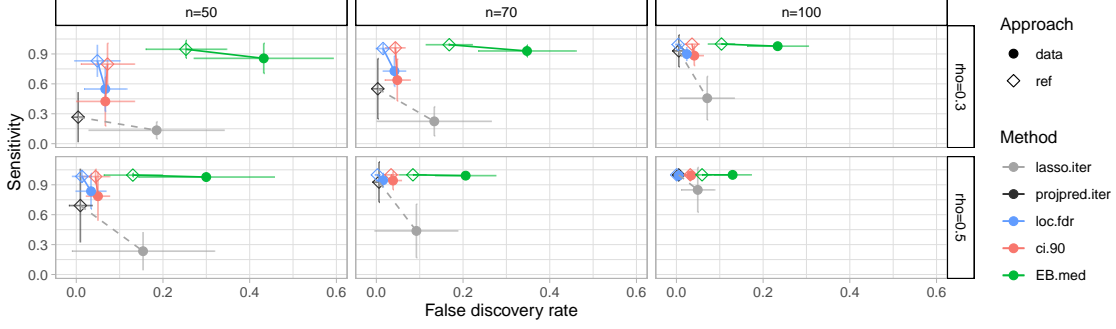 n=50
n=70
n=100
Sensitivity
0.9
0.6
0.3
0.0
rho=0.3
0.9
0.6
0.3
0.0
rho=0.5
0.0
0.2
0.4
0.6
0.0
0.2
0.4
0.6
0.0
0.2
0.4
0.6
False discovery rate
Approach
data
ref
Method
lasso.iter
projpred.iter
loc.fdr
ci.90
EB.med